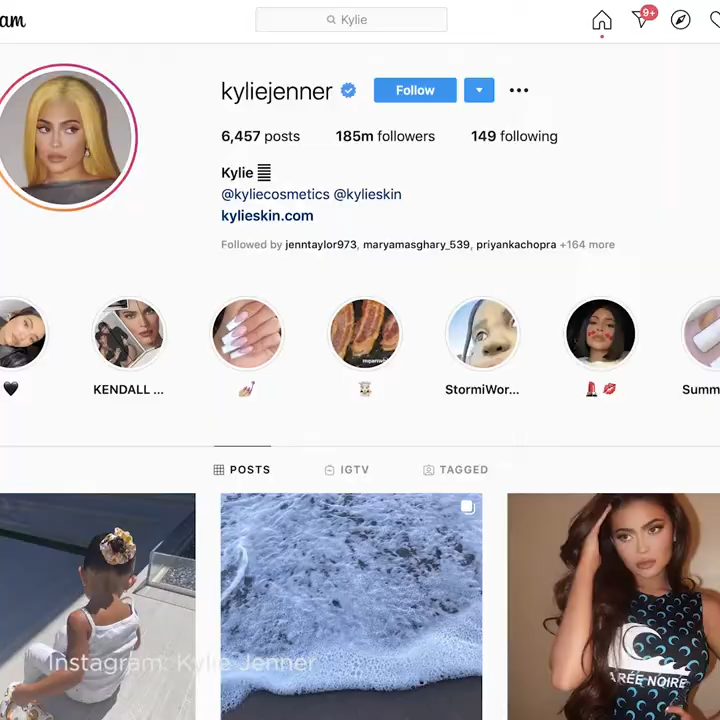 am
Kylie
9+
kyliejenner
Follow
6,457 posts 185m followers 149 following
Kylie
@kyliecosmetics @kylieskin
kylieskin.com
Followed by jenntaylor973, maryamasghary_539, priyankachopra +164 more
KENDALL ... StormiWor... Summ
POSTS IGTV TAGGED
ARÉE NOIRE
Instagram: Kylie Jenner